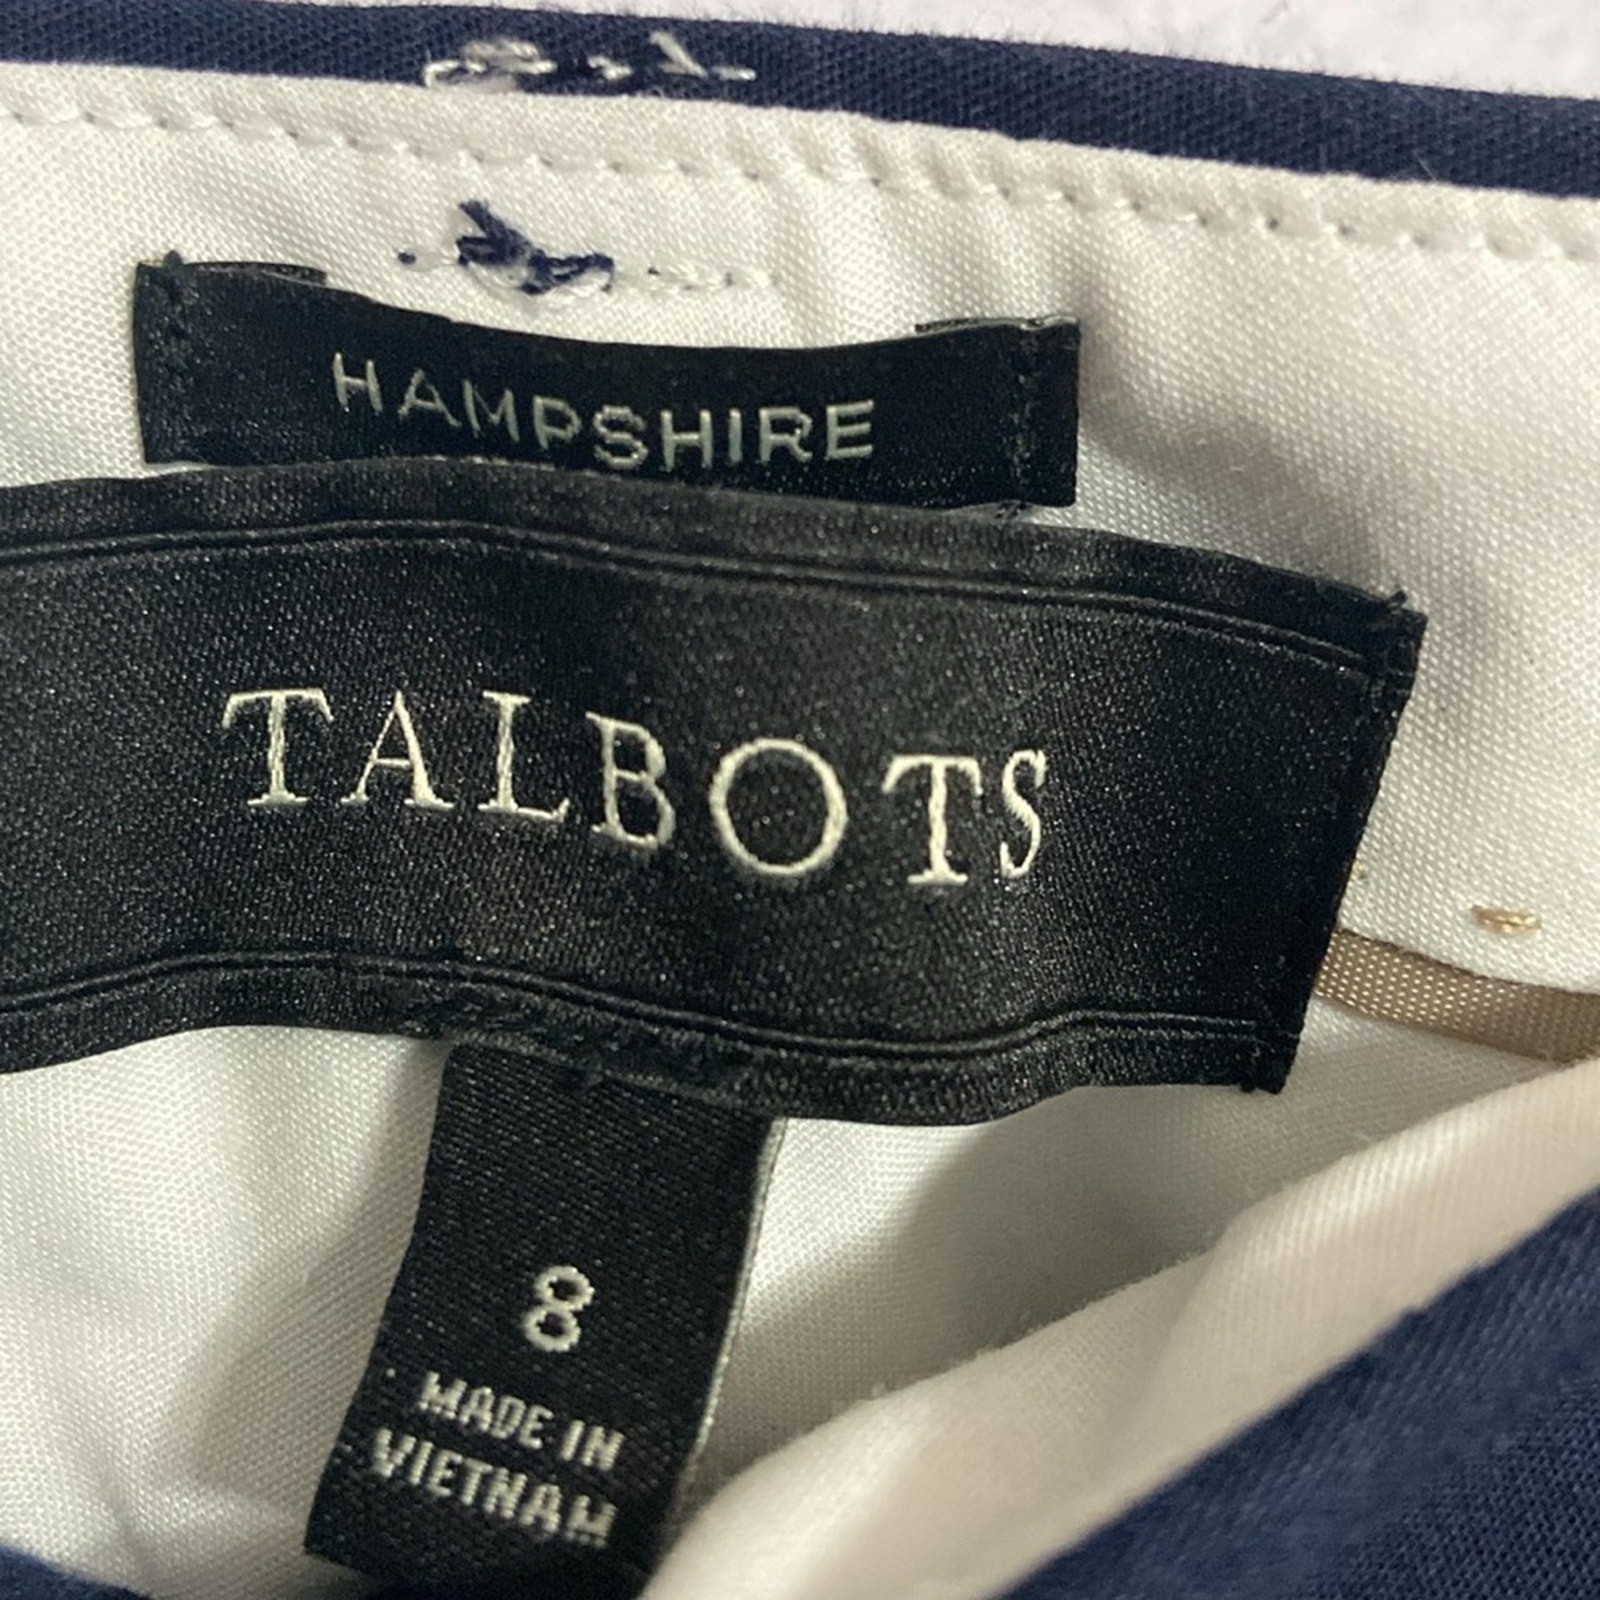 HAMPSHIRE
TALBOTS
8
MADE IN
VIETNAM